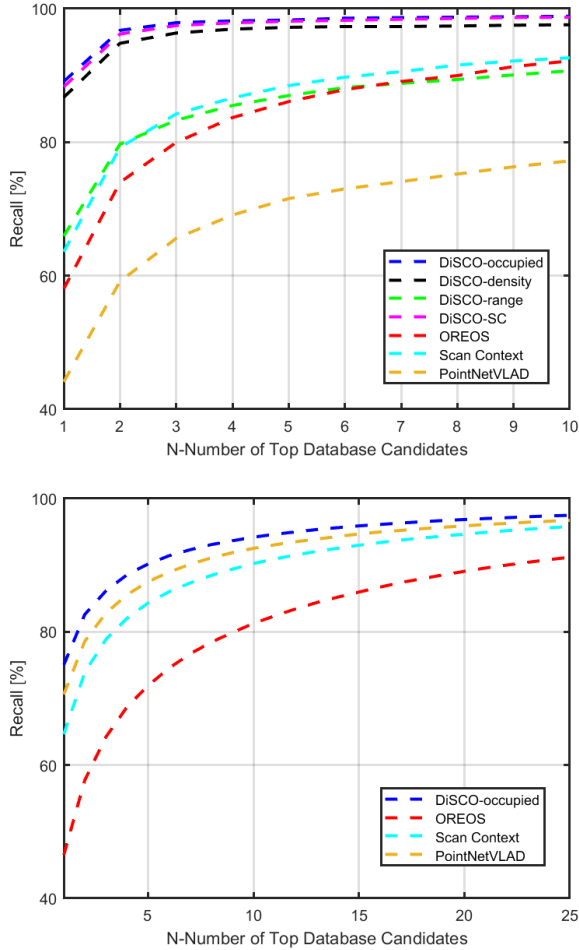 100
80
60
40
Recall [%]
1 2 3 4 5 6 7 8 9 10
N-Number of Top Database Candidates
DiSCO-occupied
DiSCO-density
DiSCO-range
DiSCO-SC
OREOS
Scan Context
PointNetVLAD
100
80
60
40
Recall [%]
5 10 15 20 25
N-Number of Top Database Candidates
DiSCO-occupied
OREOS
Scan Context
PointNetVLAD